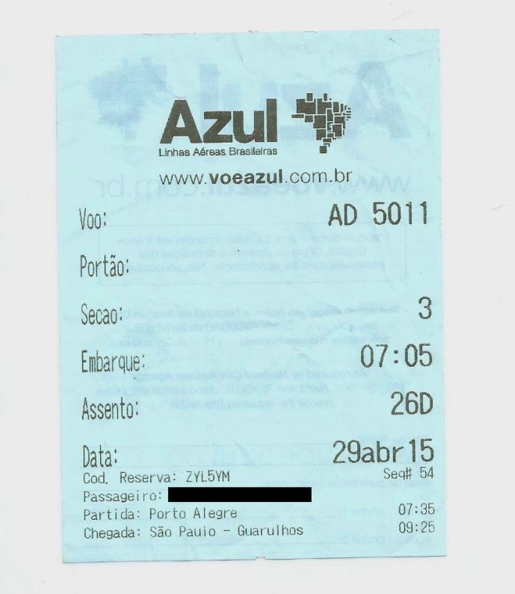 Azul
Linhas Aéreas Brasileiras
www.voeazul.com.br
Voo: AD 5011
Portão:
Secao: 3
Embarque: 07:05
Assento: 26D
Data: 29abr15
Cod. Reserva: ZYL5YM Seq# 54
Passageiro:
Partida: Porto Alegre 07:35
Chegada: São Paulo - Guarulhos 09:25